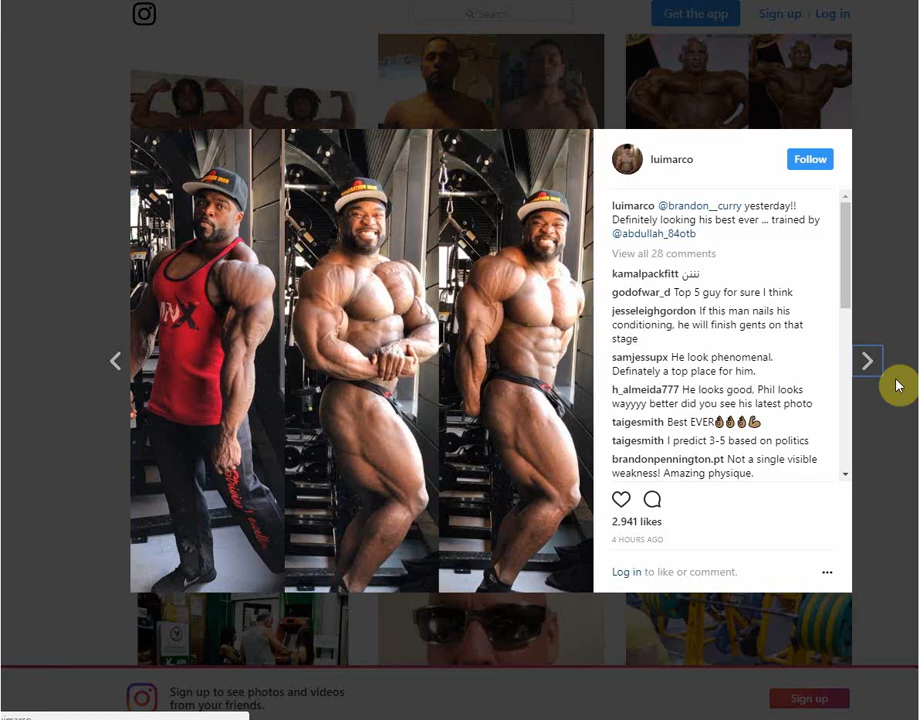 Search
Get the app
Sign up | Log in
luimarco
Follow
luimarco @brandon__curry yesterday!!
Definitely looking his best ever ... trained by
@abdullah_84otb
View all 28 comments
kamalpackfitt نننن
godofwar_d Top 5 guy for sure I think
jesseleighgordon If this man nails his
conditioning, he will finish gents on that
stage
samjessupx He look phenomenal.
Definately a top place for him.
h_almeida777 He looks good, Phil looks
wayyyy better did you see his latest photo
taigesmith Best EVER👌🏾👌🏾👌🏾💪🏾
taigesmith I predict 3-5 based on politics
brandonpennington.pt Not a single visible
weakness! Amazing physique.
2,941 likes
4 HOURS AGO
Log in to like or comment.
Sign up to see photos and videos
from your friends.
Sign up